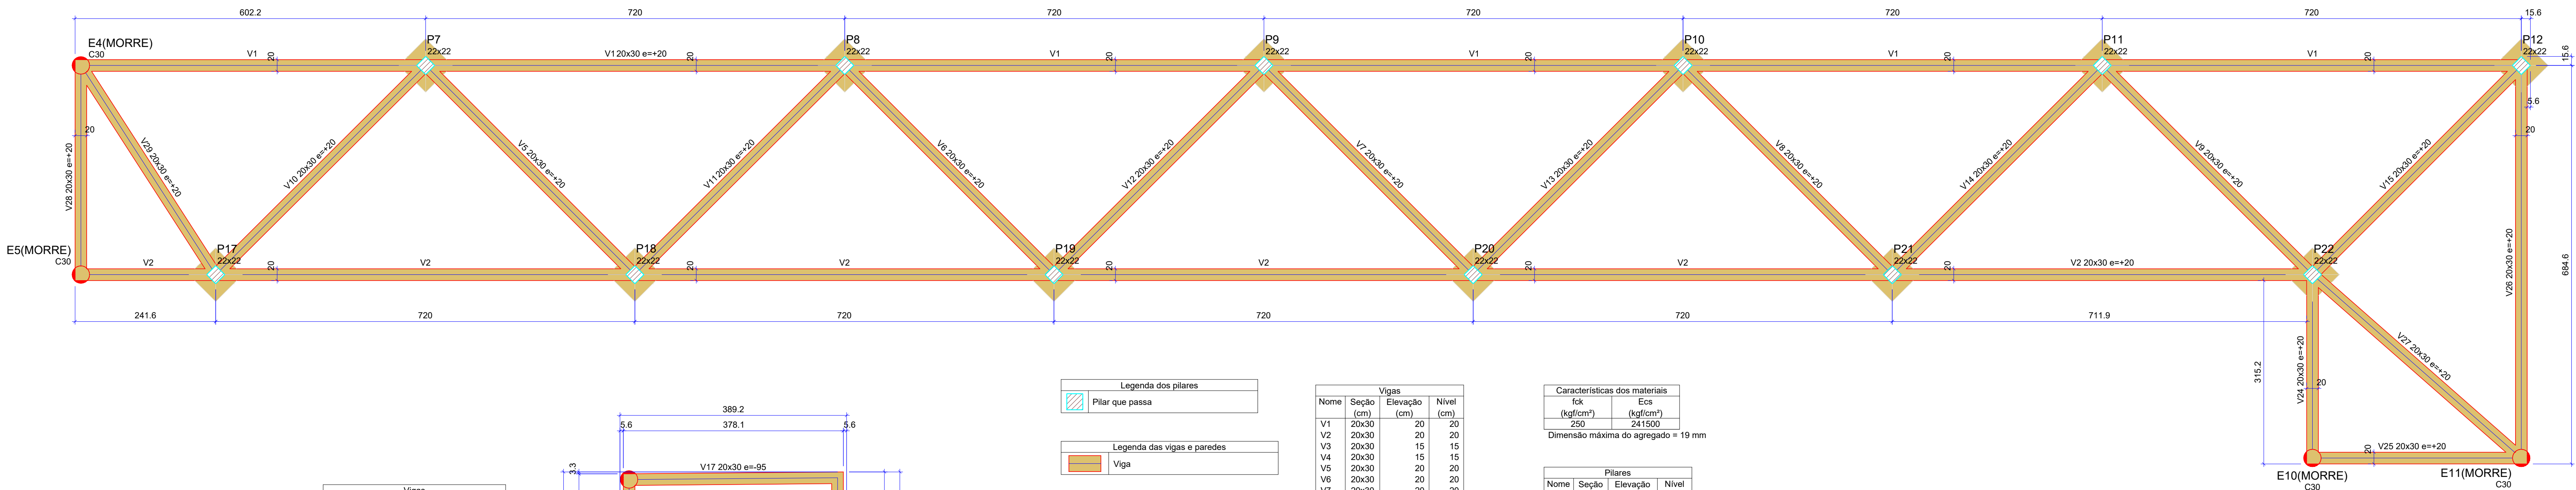 602.2 720 720 720 720 720 15.6
E4(MORRE)
C30
P7
22x22
P8
22x22
P9
22x22
P10
22x22
P11
22x22
P12
22x22
V1 20 V1 20x30 e=+20 20 V1 20 V1 20 V1 20 V1 20
15.6
5.6
20
20
V28 20x30 e=+20
V29 20x30 e=+20
V10 20x30 e=+20
V5 20x30 e=+20
V11 20x30 e=+20
V6 20x30 e=+20
V12 20x30 e=+20
V7 20x30 e=+20
V13 20x30 e=+20
V8 20x30 e=+20
V14 20x30 e=+20
V9 20x30 e=+20
V15 20x30 e=+20
V26 20x30 e=+20
684.6
E5(MORRE)
C30
P17
22x22
P18
22x22
P19
22x22
P20
22x22
P21
22x22
P22
22x22
V2 20 V2 20 V2 20 V2 20 V2 20 V2 20x30 e=+20
241.6 720 720 720 720 711.9
315.2
V24 20x30 e=+20
20
V27 20x30 e=+20
V25 20x30 e=+20
20
E10(MORRE)
C30
E11(MORRE)
C30
389.2
5.6 378.1 5.6
3.3
V17 20x30 e=-95
Vigas
Legenda dos pilares
Pilar que passa
Legenda das vigas e paredes
Viga
Vigas
Nome Seção Elevação Nível
(cm) (cm) (cm)
V1 20x30 20 20
V2 20x30 20 20
V3 20x30 15 15
V4 20x30 15 15
V5 20x30 20 20
V6 20x30 20 20
V7 20x30 20 20
Características dos materiais
fck Ecs
(kgf/cm²) (kgf/cm²)
250 241500
Dimensão máxima do agregado = 19 mm
Pilares
Nome Seção Elevação Nível